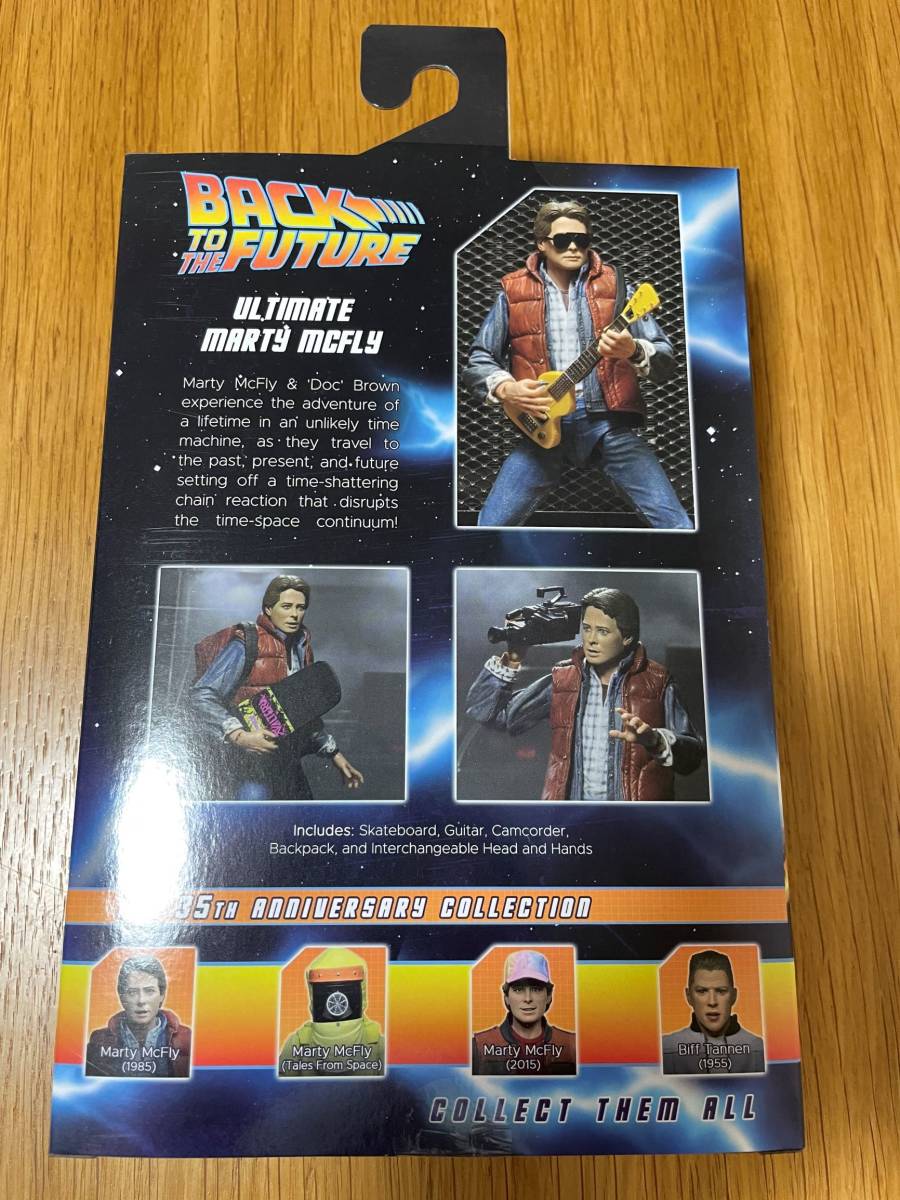 BACK
TO THE FUTURE
ULTIMATE
MARTY MCFLY
Marty McFly & 'Doc' Brown
experience the adventure of
a lifetime in an unlikely time
machine, as they travel to
the past, present, and future
setting off a time-shattering
chain reaction that disrupts
the time-space continuum!
Includes: Skateboard, Guitar, Camcorder,
Backpack, and Interchangeable Head and Hands
35TH ANNIVERSARY COLLECTION
Marty McFly
(1985)
Marty McFly
(Tales From Space)
Marty McFly
(2015)
Biff Tannen
(1955)
COLLECT THEM ALL